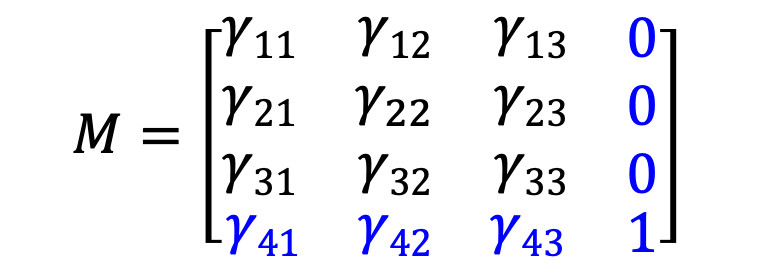 γ₁₁ γ₁₂ γ₁₃ 0
γ₂₁ γ₂₂ γ₂₃ 0
M =
γ₃₁ γ₃₂ γ₃₃ 0
γ₄₁ γ₄₂ γ₄₃ 1